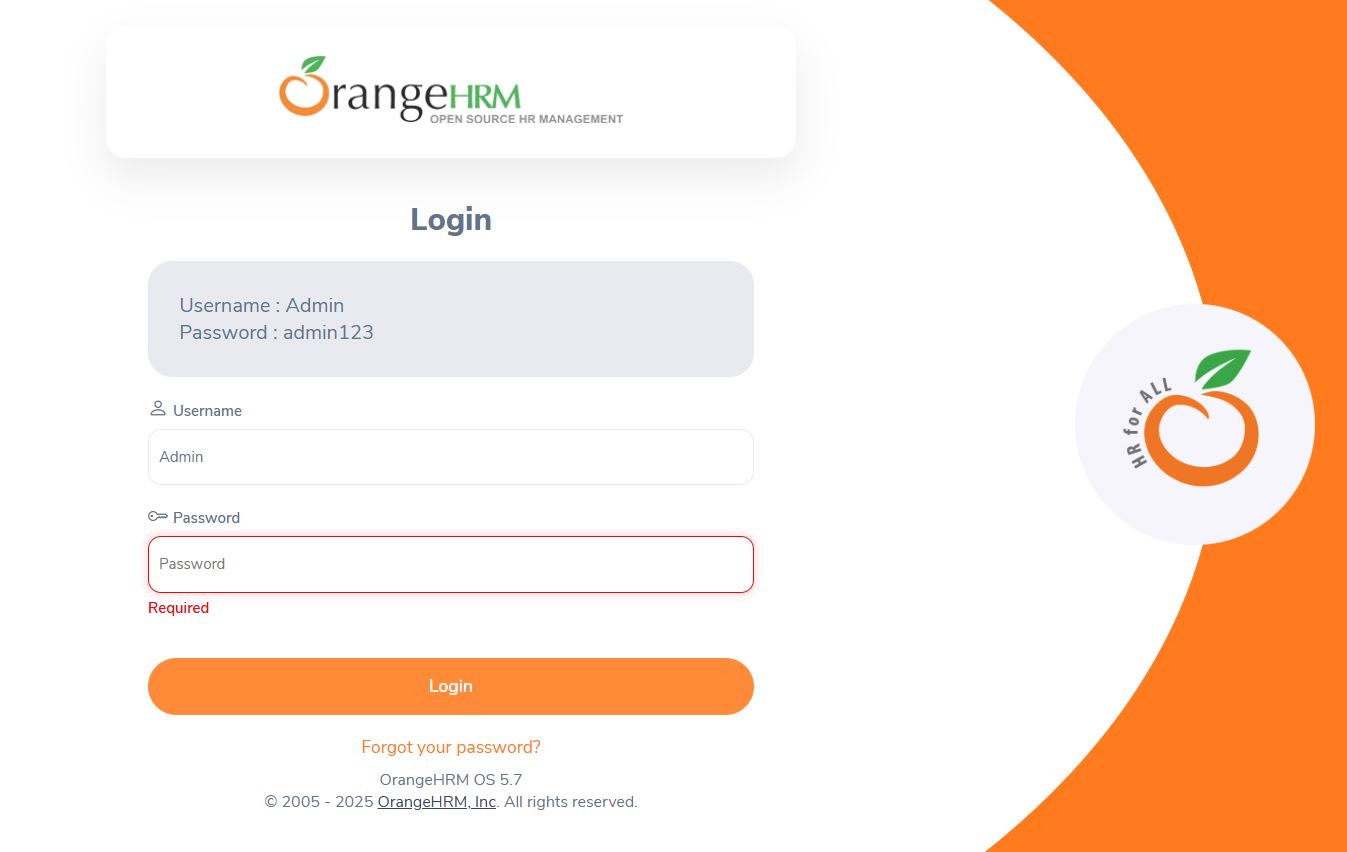 OrangeHRM
OPEN SOURCE HR MANAGEMENT
Login
Username : Admin
Password : admin123
Username
Admin
Password
Password
Required
Login
Forgot your password?
OrangeHRM OS 5.7
© 2005 - 2025 OrangeHRM, Inc. All rights reserved.
HR for ALL